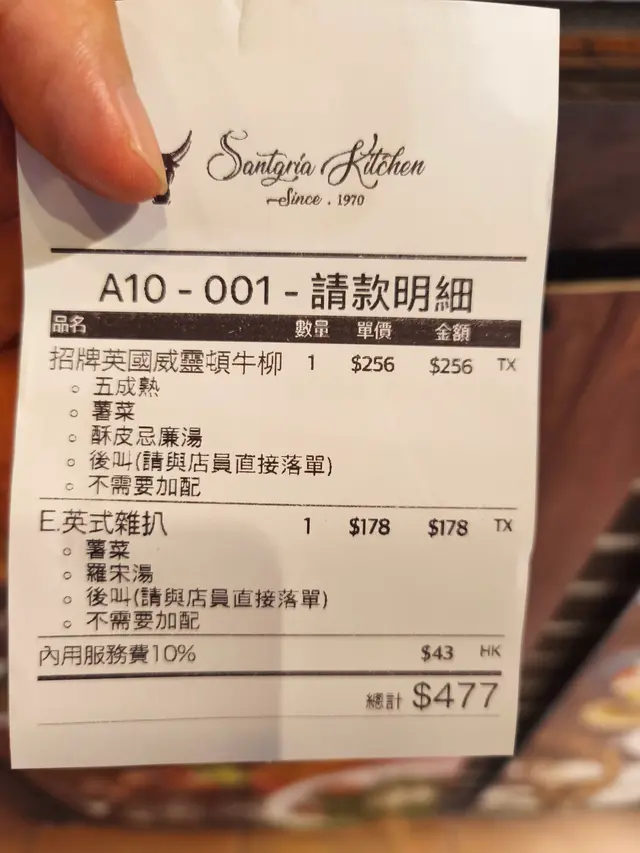 Santgria Kitchen
Since . 1970
A10 - 001 - 請款明細
品名 數量 單價 金額
招牌英國威靈頓牛柳 1 $256 $256 TX
五成熟
薯菜
酥皮忌廉湯
後叫(請與店員直接落單)
不需要加配
E.英式雜扒 1 $178 $178 TX
薯菜
羅宋湯
後叫(請與店員直接落單)
不需要加配
內用服務費10% $43 HK
總計 $477